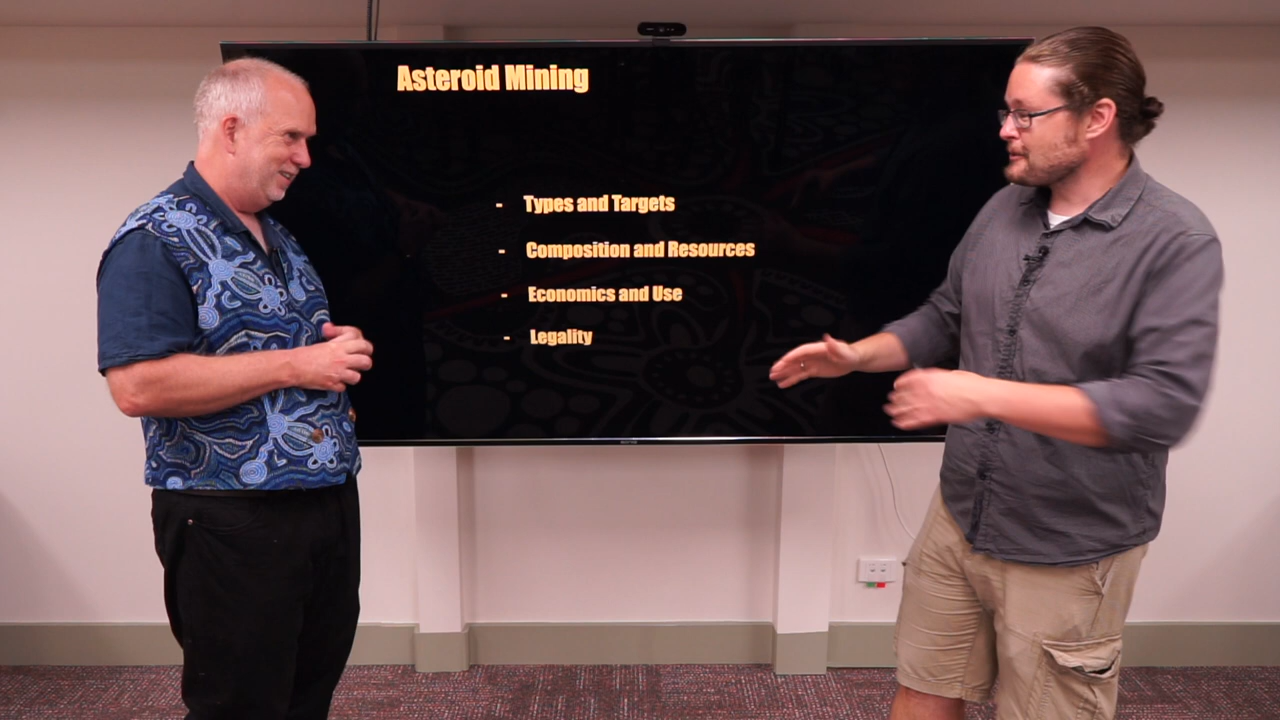 Asteroid Mining
- Types and Targets
- Composition and Resources
- Economics and Use
- Legality